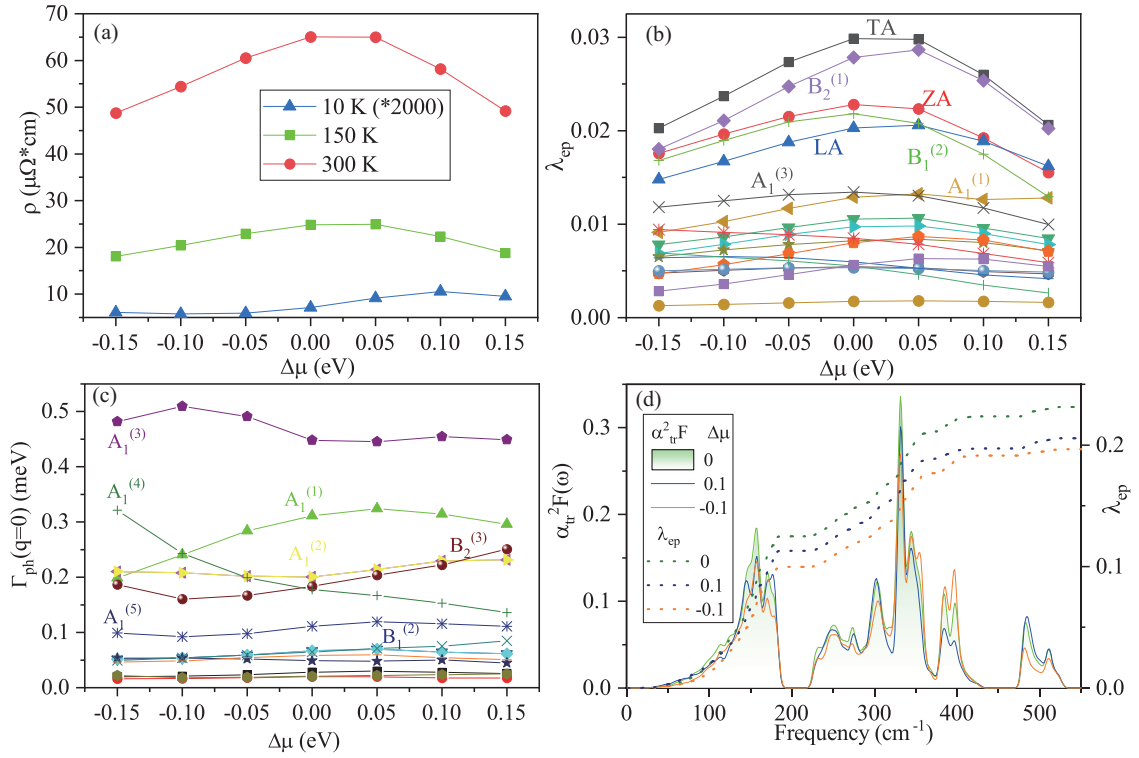 (a)
ρ (μΩ*cm)
70
60
50
40
30
20
10
10 K (*2000)
150 K
300 K
-0.15 -0.10 -0.05 0.00 0.05 0.10 0.15
Δμ (eV)
(b)
λep
0.03
0.02
0.01
0.00
TA
B2(1)
ZA
LA
B1(2)
A1(3)
A1(1)
-0.15 -0.10 -0.05 0.00 0.05 0.10 0.15
Δμ (eV)
(c)
Γph(q=0) (meV)
0.5
0.4
0.3
0.2
0.1
0.0
A1(3)
A1(4)
A1(1)
A1(2)
B2(3)
A1(5)
B1(2)
-0.15 -0.10 -0.05 0.00 0.05 0.10 0.15
Δμ (eV)
(d)
αtr2F(ω)
0.3
0.2
0.1
0.0
α2trF Δμ
0
0.1
-0.1
λep
0
0.1
-0.1
0.2
0.1
0.0
λep
0 100 200 300 400 500
Frequency (cm-1)